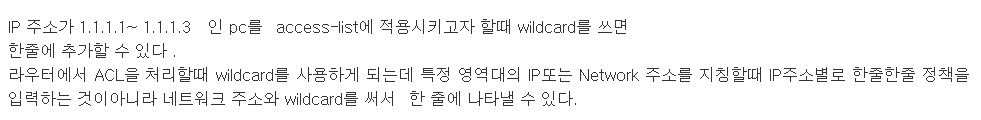 IP 주소가 1.1.1.1~ 1.1.1.3 인 pc를 access-list에 적용시키고자 할때 wildcard를 쓰면
한줄에 추가할 수 있다 .
라우터에서 ACL을 처리할때 wildcard를 사용하게 되는데 특정 영역대의 IP또는 Network 주소를 지칭할때 IP주소별로 한줄한줄 정책을
입력하는 것이아니라 네트워크 주소와 wildcard를 써서 한 줄에 나타낼 수 있다.